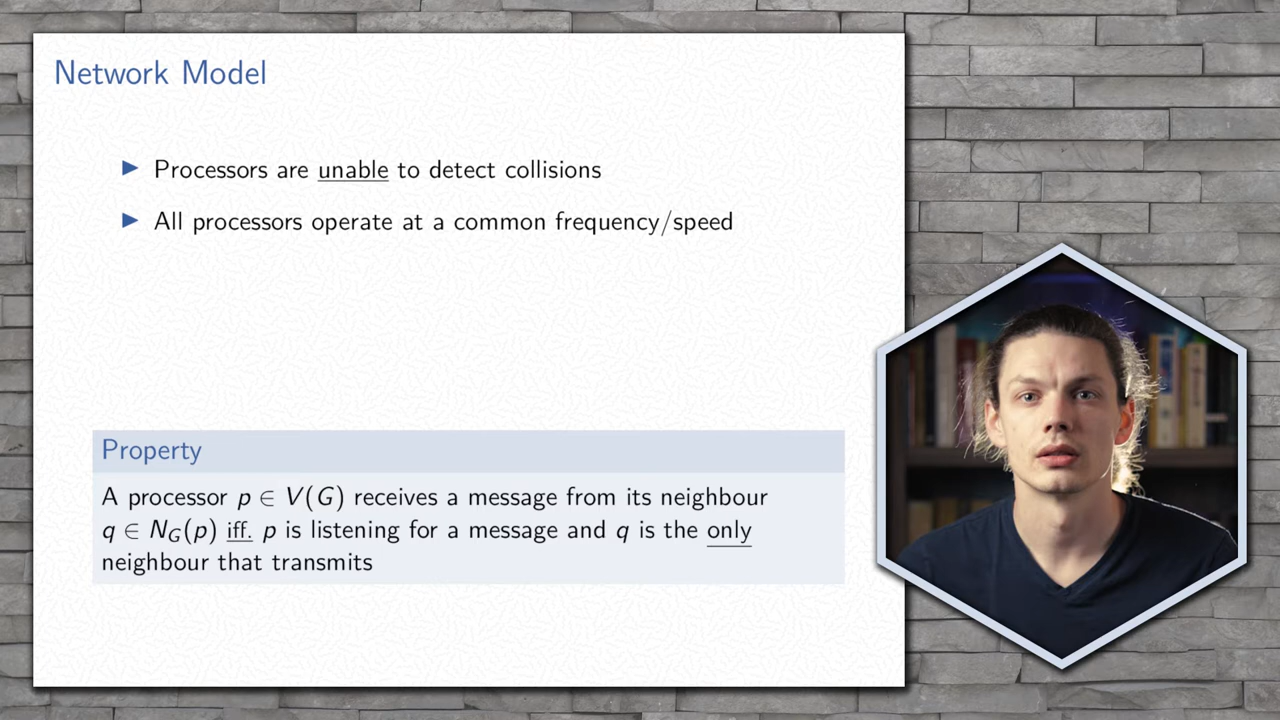 Network Model
▶ Processors are unable to detect collisions
▶ All processors operate at a common frequency/speed
Property
A processor p ∈ V(G) receives a message from its neighbour
q ∈ N_G(p) iff. p is listening for a message and q is the only
neighbour that transmits